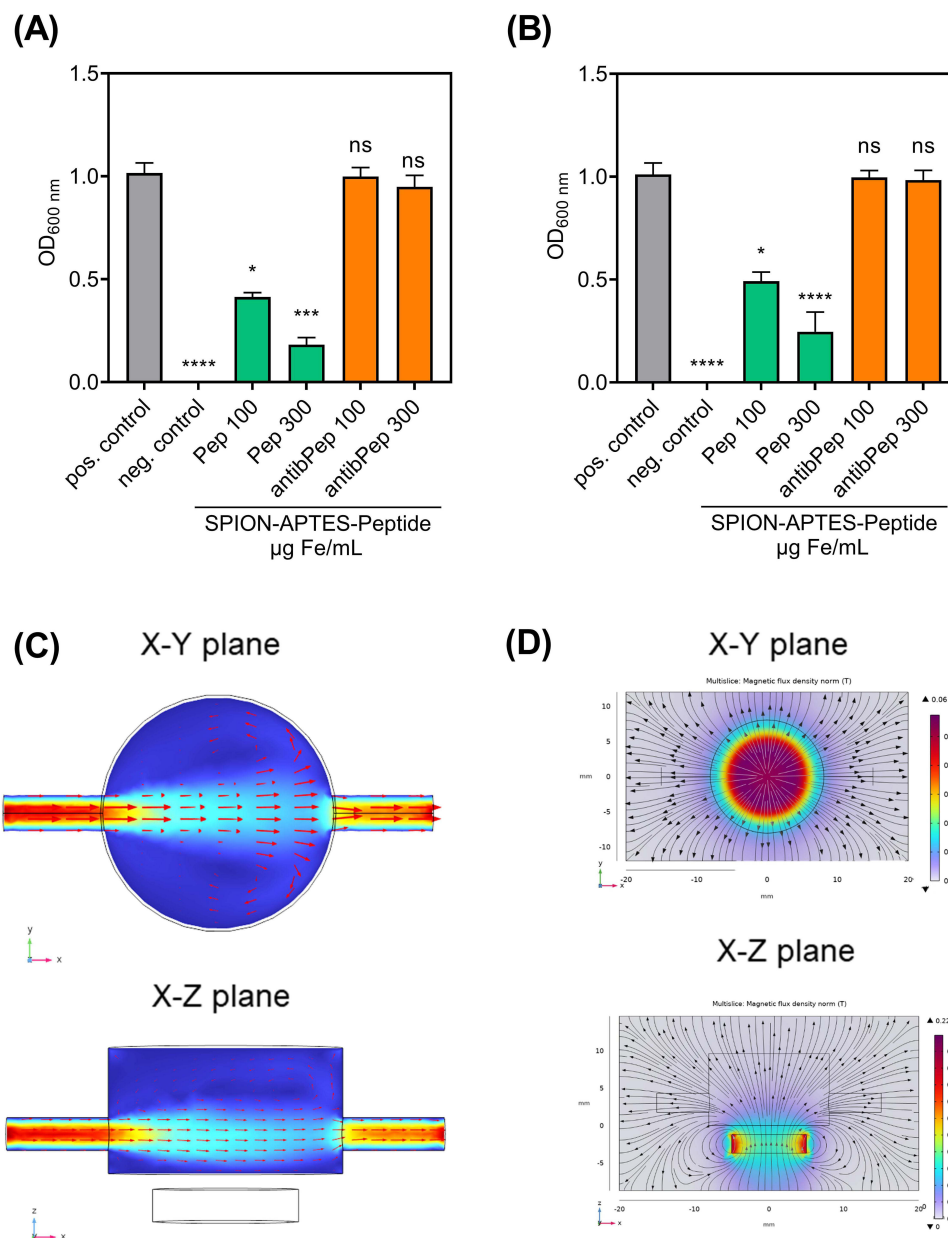 (A)
1.5
1.0
0.5
0.0
OD600 nm
****
*
***
ns
ns
pos. control
neg. control
Pep 100
Pep 300
antibPep 100
antibPep 300
SPION-APTES-Peptide
µg Fe/mL
(B)
1.5
1.0
0.5
0.0
OD600 nm
****
*
****
ns
ns
pos. control
neg. control
Pep 100
Pep 300
antibPep 100
antibPep 300
SPION-APTES-Peptide
µg Fe/mL
(C)
X-Y plane
y
x
X-Z plane
z
x
(D)
X-Y plane
Multislice: Magnetic flux density norm (T)
10
5
0
-5
-10
mm
-20
-10
0
10
20
mm
▲ 0.06
y
x
X-Z plane
Multislice: Magnetic flux density norm (T)
10
5
0
-5
mm
-20
-10
0
10
20
mm
▲ 0.22
▼ 0
z
x